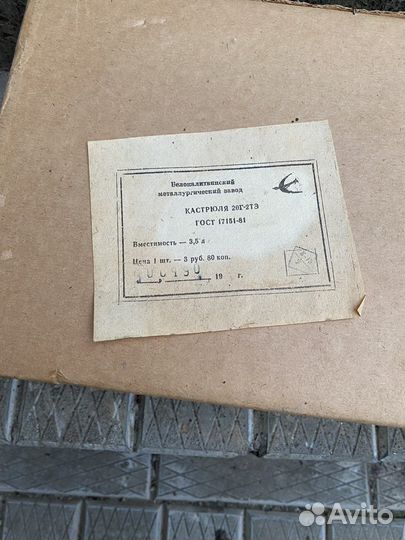 Белокалитвинский
металлургический завод
КАСТРЮЛЯ 20Г-2ТЭ
ГОСТ 17151-81
Вместимость — 3,5 л
Цена 1 шт. — 3 руб. 80 коп.
19 г.
Avito